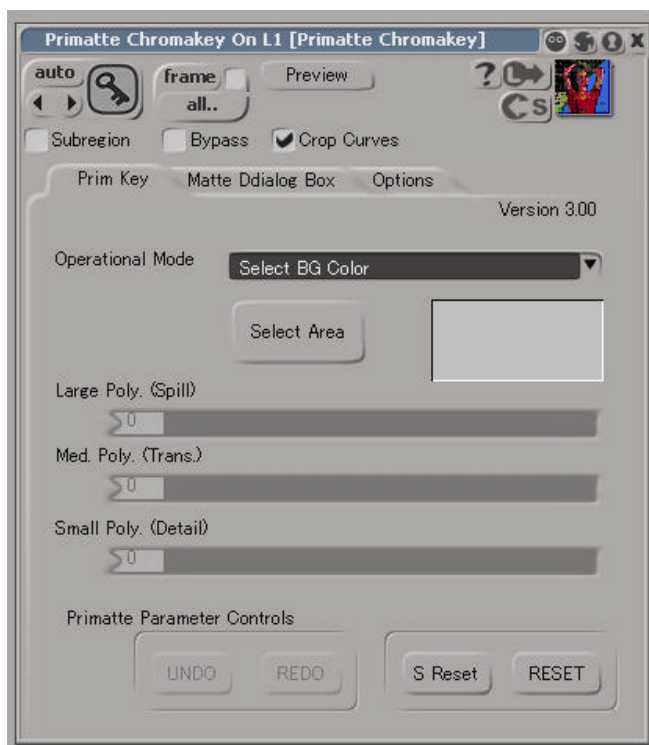 Primatte Chromakey On L1 [Primatte Chromakey]
auto
frame
all..
Preview
?
L
S
Subregion
Bypass
Crop Curves
Prim Key
Matte Ddialog Box
Options
Version 3.00
Operational Mode
Select BG Color
Select Area
Large Poly. (Spill)
0
Med. Poly. (Trans.)
0
Small Poly. (Detail)
0
Primatte Parameter Controls
UNDO
REDO
S Reset
RESET